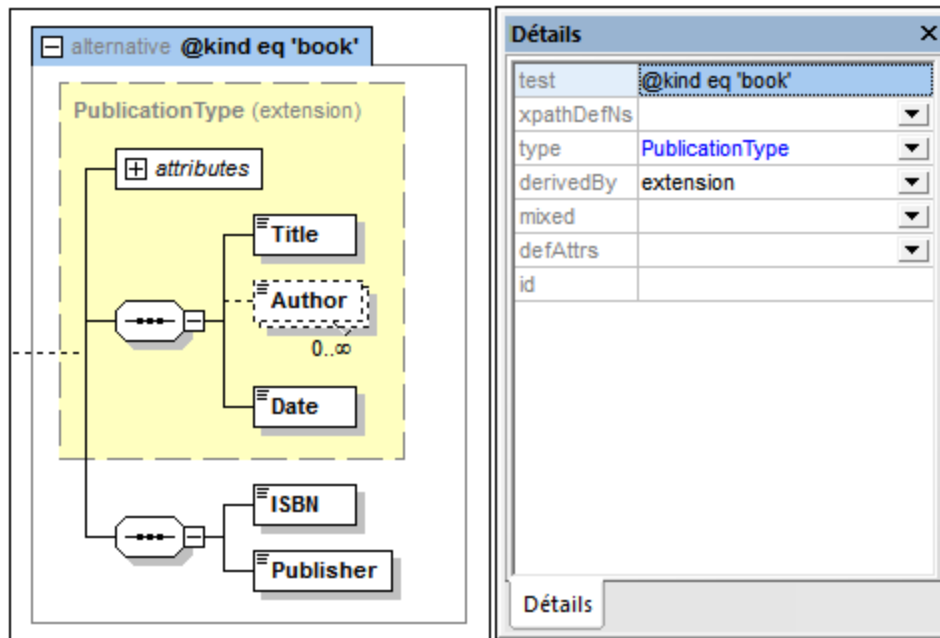 alternative @kind eq 'book'
PublicationType (extension)
attributes
Title
Author
0..∞
Date
ISBN
Publisher
Détails
test @kind eq 'book'
xpathDefNs
type PublicationType
derivedBy extension
mixed
defAttrs
id
Détails